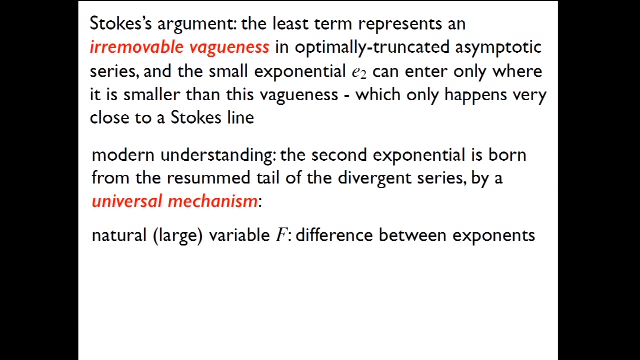 Stokes's argument: the least term represents an
irremovable vagueness in optimally-truncated asymptotic
series, and the small exponential e₂ can enter only where
it is smaller than this vagueness - which only happens very
close to a Stokes line
modern understanding: the second exponential is born
from the resummed tail of the divergent series, by a
universal mechanism:
natural (large) variable F: difference between exponents